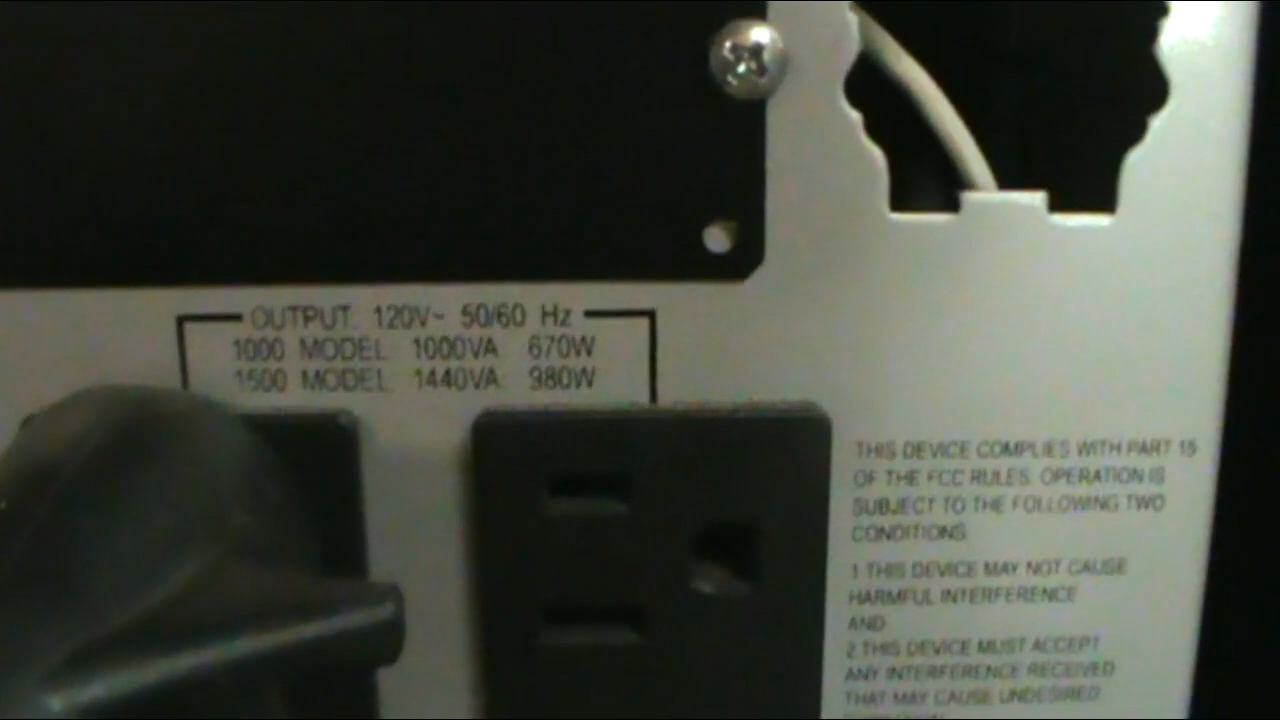 OUTPUT. 120V~ 50/60 Hz
1000 MODEL 1000VA 670W
1500 MODEL 1440VA 980W
THIS DEVICE COMPLIES WITH PART 15
OF THE FCC RULES. OPERATION IS
SUBJECT TO THE FOLLOWING TWO
CONDITIONS.
1 THIS DEVICE MAY NOT CAUSE
HARMFUL INTERFERENCE
AND
2 THIS DEVICE MUST ACCEPT
ANY INTERFERENCE RECEIVED
THAT MAY CAUSE UNDESIRED